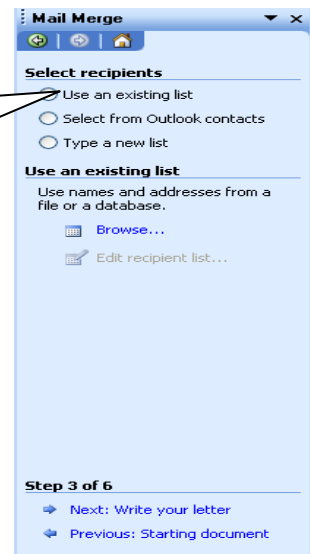 Mail Merge
Select recipients
Use an existing list
Select from Outlook contacts
Type a new list
Use an existing list
Use names and addresses from a
file or a database.
Browse...
Edit recipient list...
Step 3 of 6
Next: Write your letter
Previous: Starting document